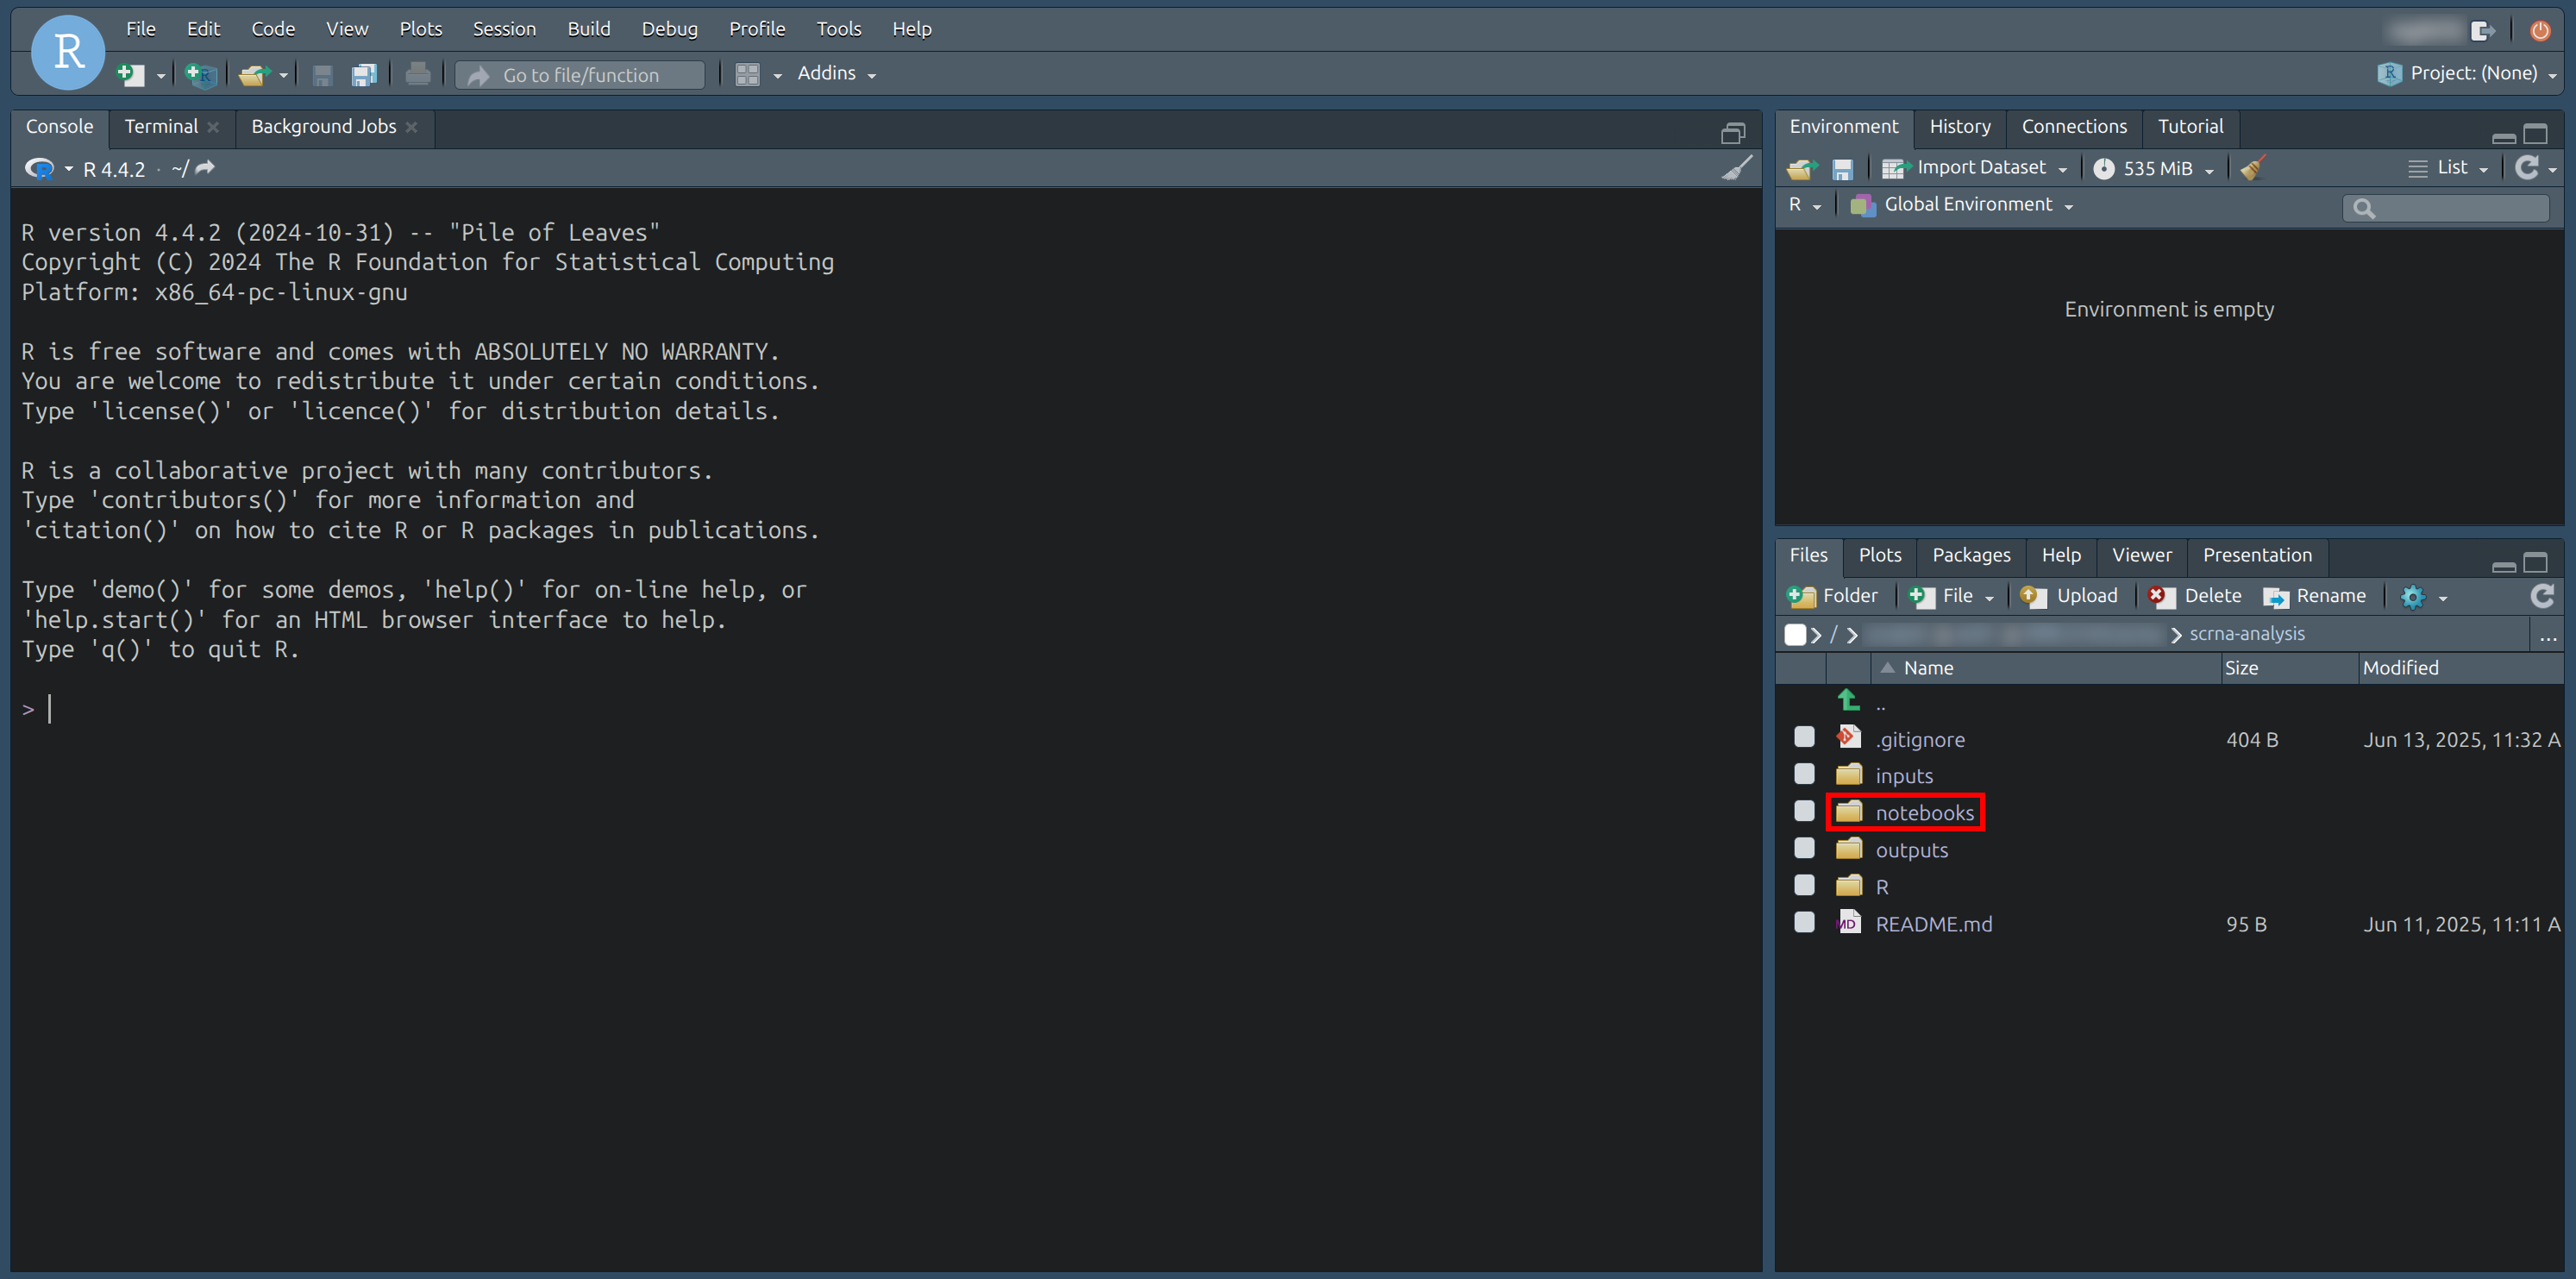 R
File Edit Code View Plots Session Build Debug Profile Tools Help
Go to file/function
Addins
R Project: (None)
Console Terminal Background Jobs
R R 4.4.2 · ~/
R version 4.4.2 (2024-10-31) -- "Pile of Leaves"
Copyright (C) 2024 The R Foundation for Statistical Computing
Platform: x86_64-pc-linux-gnu
R is free software and comes with ABSOLUTELY NO WARRANTY.
You are welcome to redistribute it under certain conditions.
Type 'license()' or 'licence()' for distribution details.
R is a collaborative project with many contributors.
Type 'contributors()' for more information and
'citation()' on how to cite R or R packages in publications.
Type 'demo()' for some demos, 'help()' for on-line help, or
'help.start()' for an HTML browser interface to help.
Type 'q()' to quit R.
>
Environment History Connections Tutorial
Import Dataset 535 MiB List
R Global Environment
Environment is empty
Files Plots Packages Help Viewer Presentation
Folder File Upload Delete Rename
/ scrna-analysis ...
Name Size Modified
..
.gitignore 404 B Jun 13, 2025, 11:32 A
inputs
notebooks
outputs
R
MD README.md 95 B Jun 11, 2025, 11:11 A